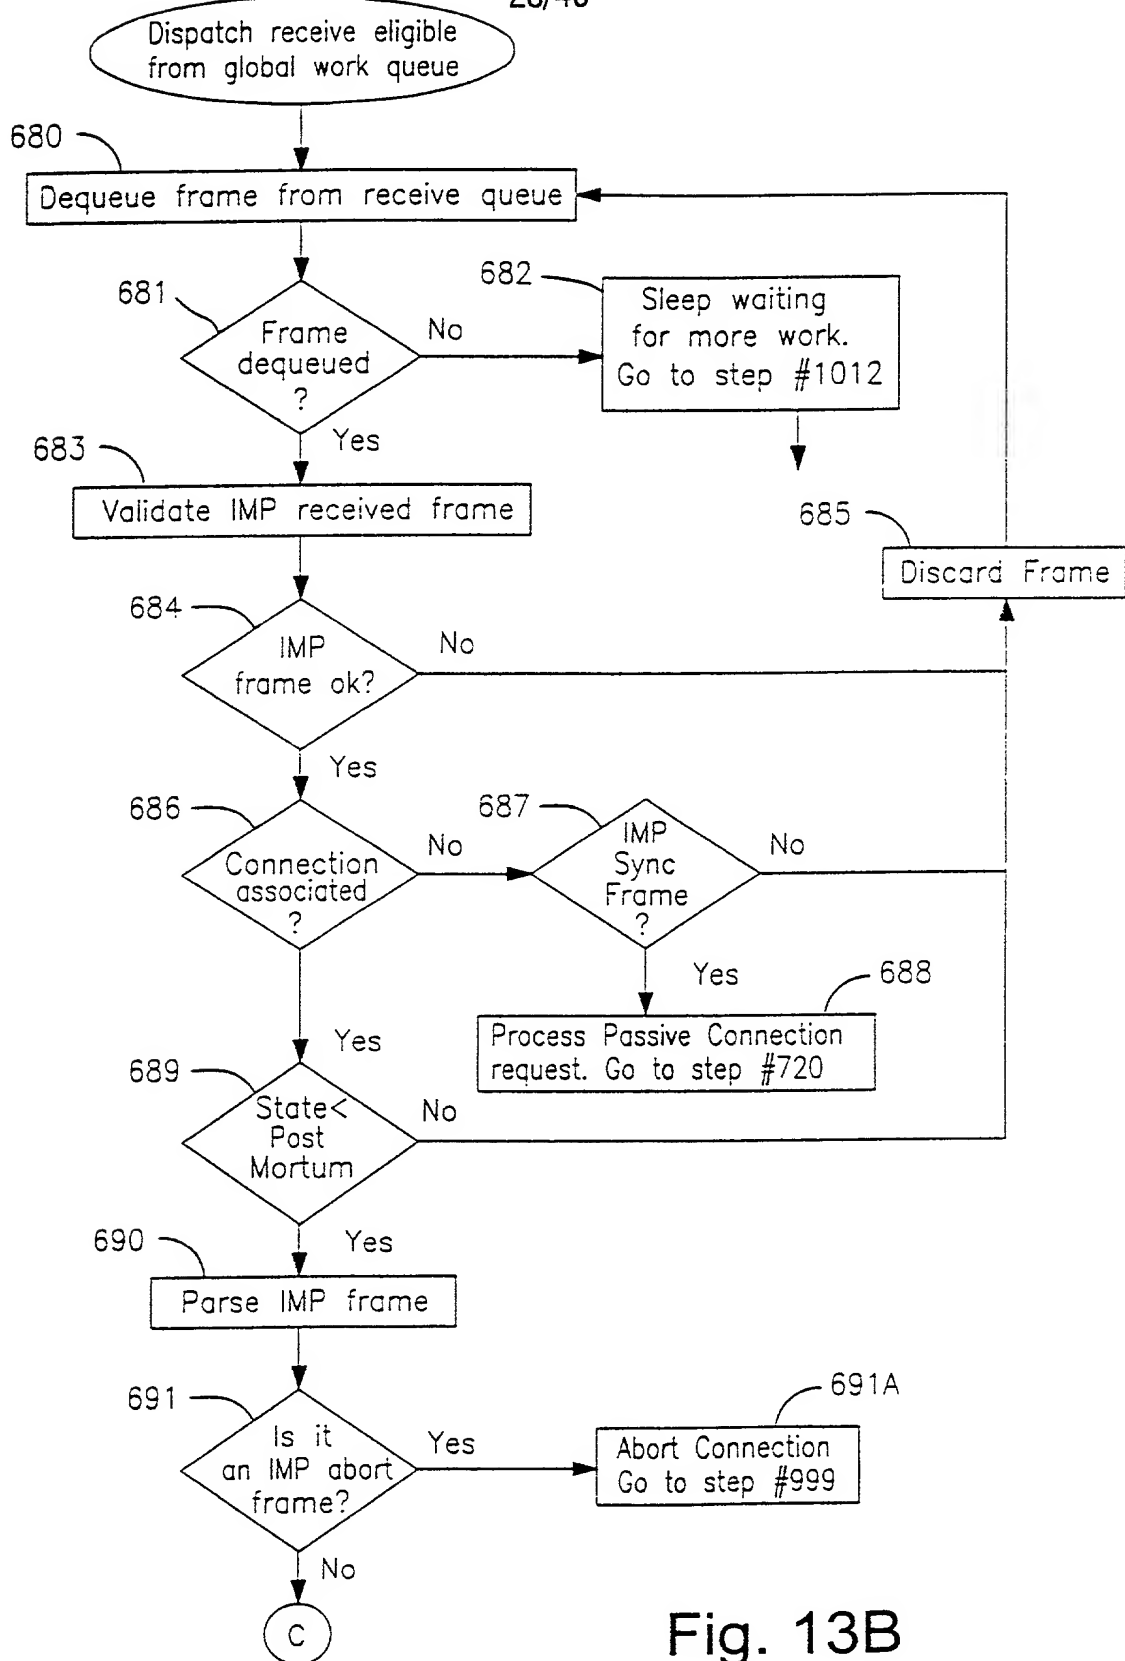 Dispatch receive eligible
from global work queue
680
Dequeue frame from receive queue
681
Frame
dequeued
?
No
682
Sleep waiting
for more work.
Go to step #1012
Yes
683
Validate IMP received frame
685
Discard Frame
684
IMP
frame ok?
No
Yes
686
Connection
associated
?
No
687
IMP
Sync
Frame
?
No
Yes
688
Process Passive Connection
request. Go to step #720
Yes
689
State<
Post
Mortum
No
Yes
690
Parse IMP frame
691
Is it
an IMP abort
frame?
Yes
691A
Abort Connection
Go to step #999
No
C
Fig. 13B